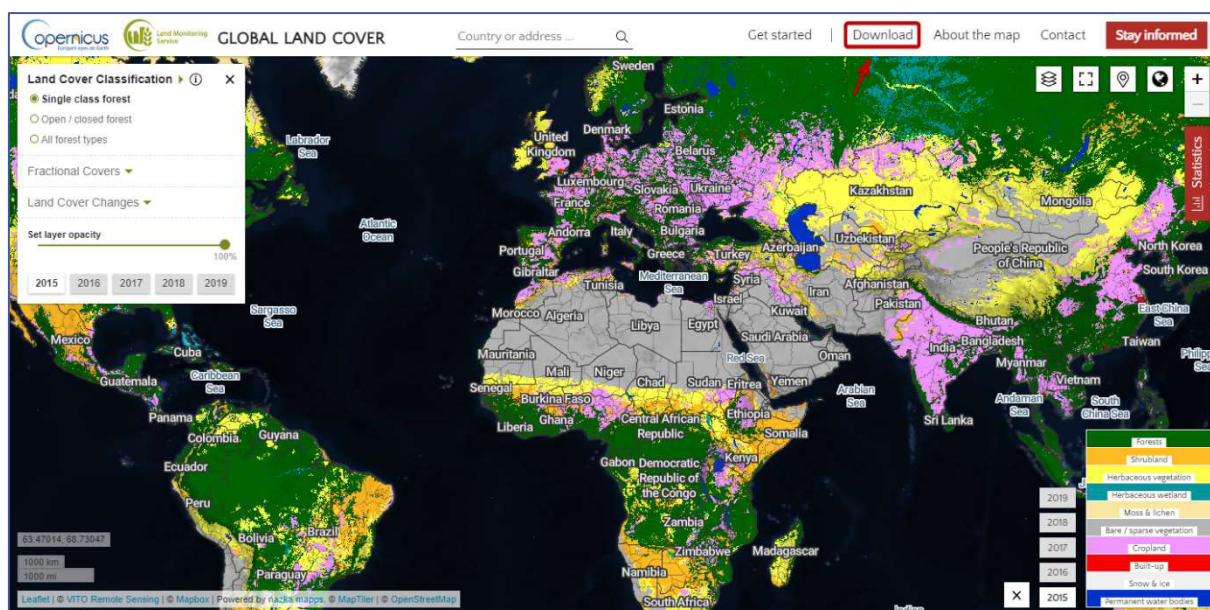 opernicus
Europe's eyes on Earth
Land Monitoring
Service
GLOBAL LAND COVER
Country or address ...
Get started
Download
About the map
Contact
Stay informed
Land Cover Classification
Single class forest
Open / closed forest
All forest types
Fractional Covers
Land Cover Changes
Set layer opacity
100%
2015
2016
2017
2018
2019
+
Statistics
Sweden
Estonia
Labrador
Sea
United
Kingdom
Denmark
Belarus
Luxembourg
Slovakia
Ukraine
Kazakhstan
Mongolia
France
Romania
Atlantic
Ocean
Andorra
Italy
Bulgaria
Azerbaijan
Uzbekistan
People's Republic
of China
North Korea
Portugal
Greece
Turkey
South Korea
Gibraltar
Mediterranean
Sea
Syria
Afghanistan
Tunisia
Iran
Pakistan
Sargasso
Sea
Israel
Kuwait
East China
Sea
Morocco
Algeria
Libya
Egypt
Bhutan
Mexico
Saudi Arabia
India
Bangladesh
Taiwan
Cuba
Mauritania
Red Sea
Oman
Myanmar
Caribbean
Sea
Mali
Niger
Chad
Sudan
Eritrea
Yemen
Arabian
Sea
Vietnam
Guatemala
Senegal
Burkina Faso
Andaman
Sea
South
China Sea
Panama
Ghana
Central African
Republic
Ethiopia
Sri Lanka
Colombia
Guyana
Liberia
Somalia
Ecuador
Gabon
Democratic
Republic of
the Congo
Kenya
Peru
Brazil
Zambia
Bolivia
Zimbabwe
Madagascar
Paraguay
Namibia
South Africa
63.47014, 68.73047
1000 km
1000 mi
Leaflet | © VITO Remote Sensing | © Mapbox | Powered by nazka mapps, © MapTiler | © OpenStreetMap
2019
2018
2017
2016
2015
Forests
Shrubland
Herbaceous vegetation
Herbaceous wetland
Moss & lichen
Bare / sparse vegetation
Cropland
Built-up
Snow & ice
Permanent water bodies